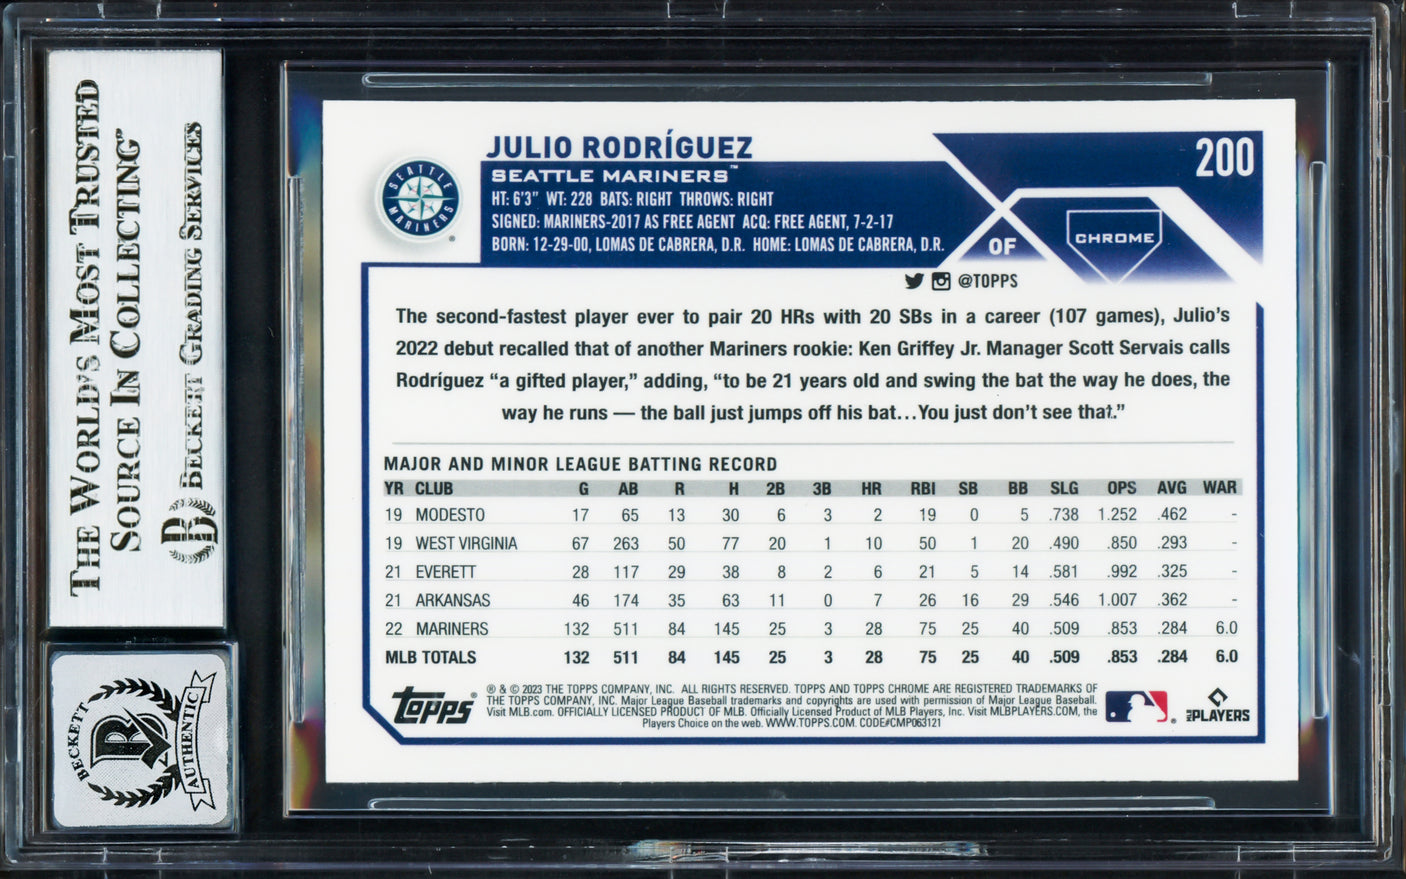 THE WORLD'S MOST TRUSTED
SOURCE IN COLLECTING"
BECKETT GRADING SERVICES
B
BECKETT
AUTHENTIC
SEATTLE
MARINERS
JULIO RODRÍGUEZ
SEATTLE MARINERS™
HT: 6'3" WT: 228 BATS: RIGHT THROWS: RIGHT
SIGNED: MARINERS-2017 AS FREE AGENT ACQ: FREE AGENT, 7-2-17
BORN: 12-29-00, LOMAS DE CABRERA, D.R. HOME: LOMAS DE CABRERA, D.R.
OF
200
CHROME
@TOPPS
The second-fastest player ever to pair 20 HRs with 20 SBs in a career (107 games), Julio's
2022 debut recalled that of another Mariners rookie: Ken Griffey Jr. Manager Scott Servais calls
Rodríguez "a gifted player," adding, "to be 21 years old and swing the bat the way he does, the
way he runs — the ball just jumps off his bat…You just don't see that."
MAJOR AND MINOR LEAGUE BATTING RECORD
YR CLUB G AB R H 2B 3B HR RBI SB BB SLG OPS AVG WAR
19 MODESTO 17 65 13 30 6 3 2 19 0 5 .738 1.252 .462 -
19 WEST VIRGINIA 67 263 50 77 20 1 10 50 1 20 .490 .850 .293 -
21 EVERETT 28 117 29 38 8 2 6 21 5 14 .581 .992 .325 -
21 ARKANSAS 46 174 35 63 11 0 7 26 16 29 .546 1.007 .362 -
22 MARINERS 132 511 84 145 25 3 28 75 25 40 .509 .853 .284 6.0
MLB TOTALS 132 511 84 145 25 3 28 75 25 40 .509 .853 .284 6.0
Topps®
® & © 2023 THE TOPPS COMPANY, INC. ALL RIGHTS RESERVED. TOPPS AND TOPPS CHROME ARE REGISTERED TRADEMARKS OF
THE TOPPS COMPANY, INC. Major League Baseball trademarks and copyrights are used with permission of Major League Baseball.
Visit MLB.com. OFFICIALLY LICENSED PRODUCT OF MLB. Officially Licensed Product of MLB Players, Inc. Visit MLBPLAYERS.COM, the
Players Choice on the web. WWW.TOPPS.COM. CODE#CMP063121
MLB PLAYERS